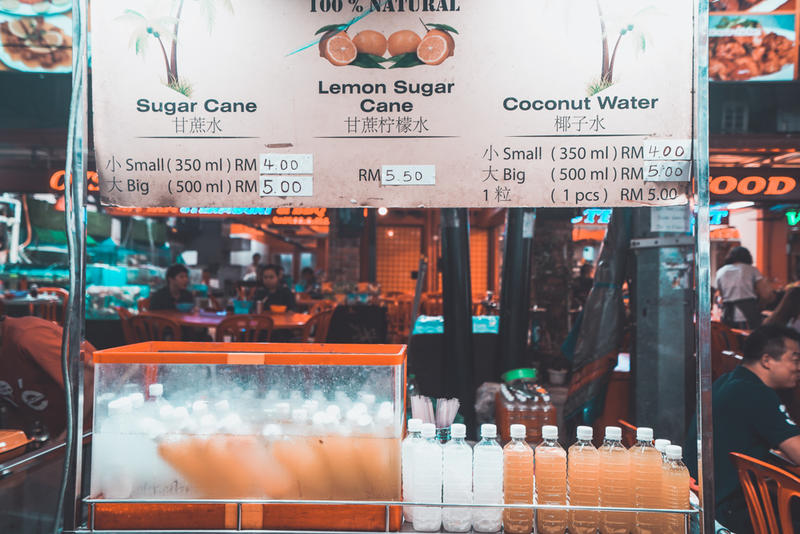 100% NATURAL
Sugar Cane
甘蔗水
小 Small ( 350 ml ) RM 4.00
大 Big ( 500 ml ) RM 5.00
Lemon Sugar
Cane
甘蔗柠檬水
RM 5.50
Coconut Water
椰子水
小 Small ( 350 ml ) RM 4.00
大 Big ( 500 ml ) RM 5.00
1 粒 ( 1 pcs ) RM 5.00
OOD